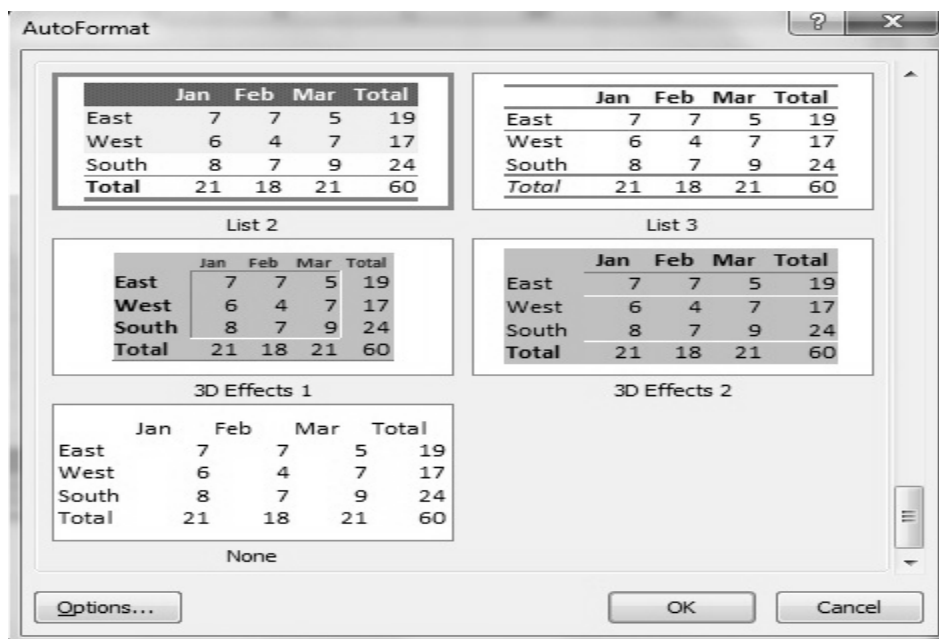 AutoFormat
Jan Feb Mar Total
East 7 7 5 19
West 6 4 7 17
South 8 7 9 24
Total 21 18 21 60
List 2
Jan Feb Mar Total
East 7 7 5 19
West 6 4 7 17
South 8 7 9 24
Total 21 18 21 60
List 3
Jan Feb Mar Total
East 7 7 5 19
West 6 4 7 17
South 8 7 9 24
Total 21 18 21 60
3D Effects 1
Jan Feb Mar Total
East 7 7 5 19
West 6 4 7 17
South 8 7 9 24
Total 21 18 21 60
3D Effects 2
Jan Feb Mar Total
East 7 7 5 19
West 6 4 7 17
South 8 7 9 24
Total 21 18 21 60
None
Options...
OK
Cancel